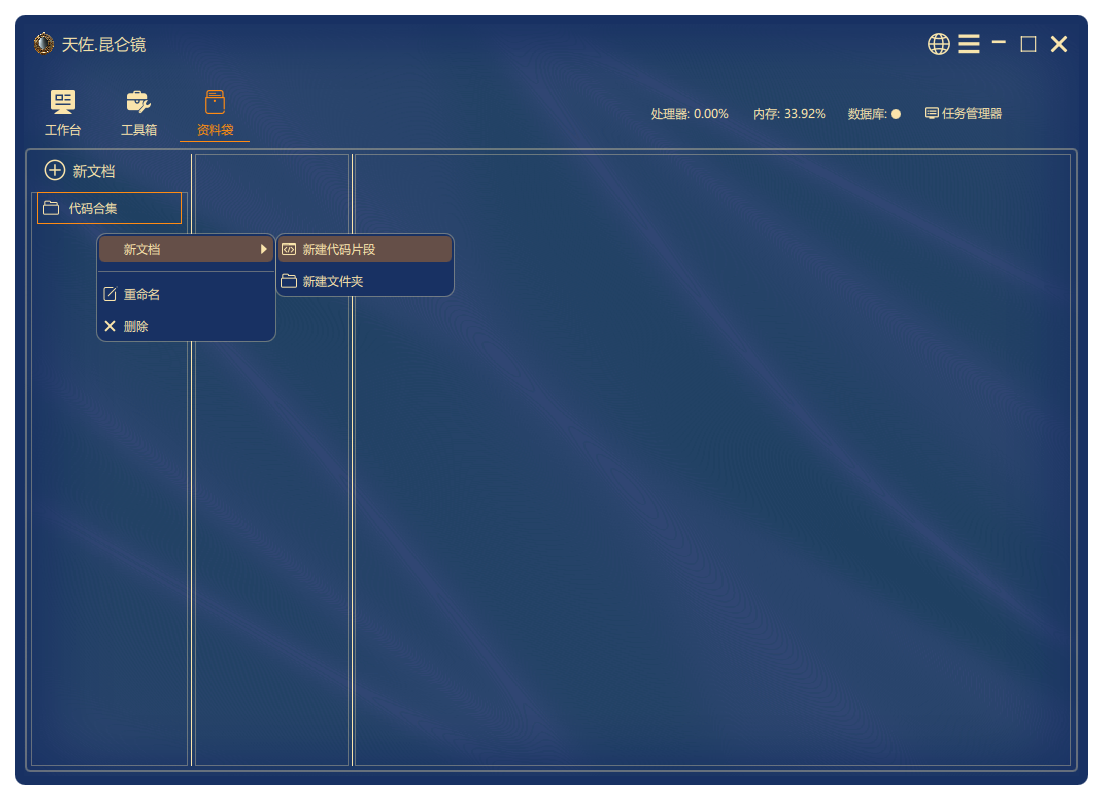 天佐.昆仑镜
工作台
工具箱
资料袋
处理器: 0.00%
内存: 33.92%
数据库:
任务管理器
新文档
代码合集
新文档
新建代码片段
新建文件夹
重命名
删除